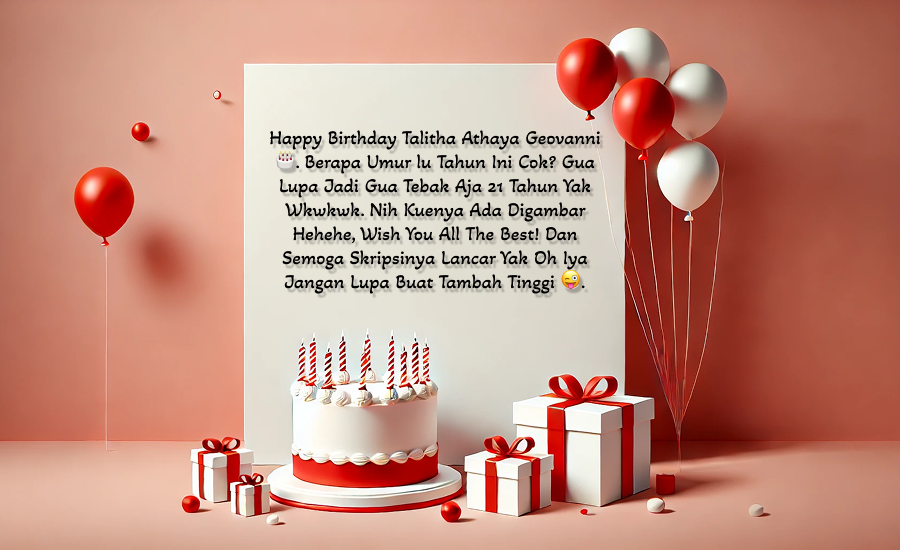 Happy Birthday Talitha Athaya Geovanni
🎂. Berapa Umur lu Tahun Ini Cok? Gua
Lupa Jadi Gua Tebak Aja 21 Tahun Yak
Wkwkwk. Nih Kuenya Ada Digambar
Hehehe, Wish You All The Best! Dan
Semoga Skripsinya Lancar Yak Oh Iya
Jangan Lupa Buat Tambah Tinggi 😜.